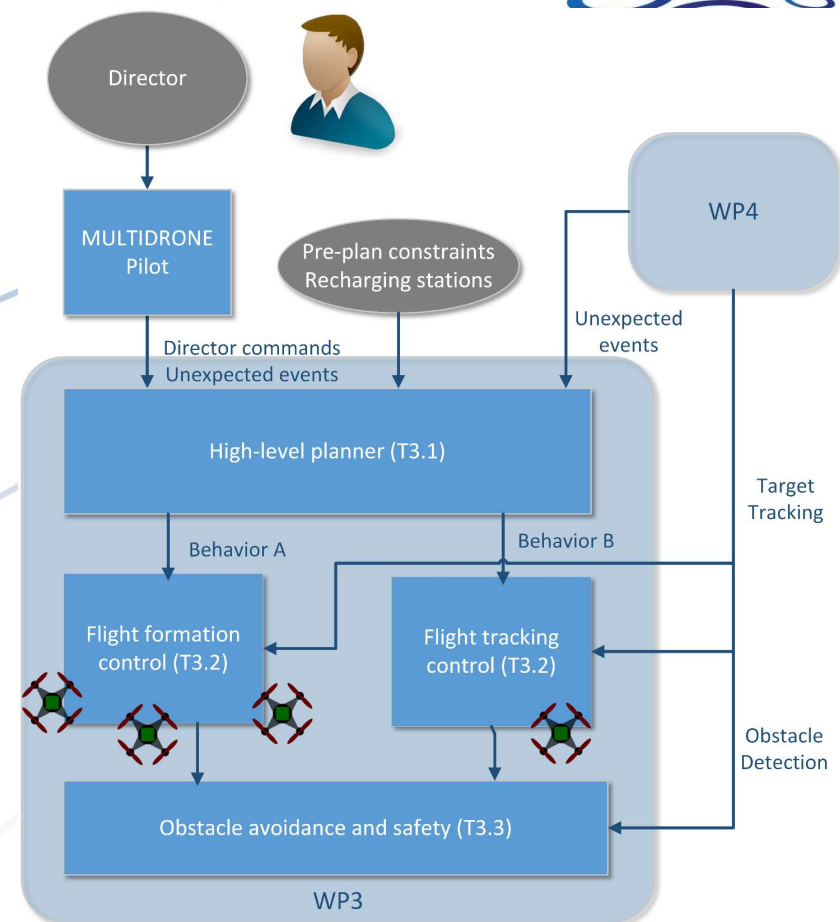 Director
MULTIDRONE
Pilot
Pre-plan constraints
Recharging stations
WP4
Director commands
Unexpected events
Unexpected
events
High-level planner (T3.1)
Target
Tracking
Behavior A
Behavior B
Flight formation
control (T3.2)
Flight tracking
control (T3.2)
Obstacle
Detection
Obstacle avoidance and safety (T3.3)
WP3